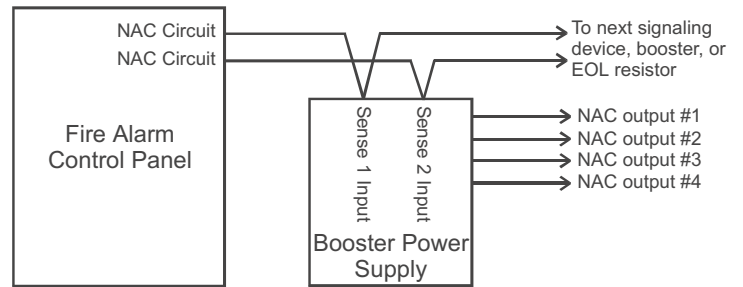 NAC Circuit
NAC Circuit
To next signaling
device, booster, or
EOL resistor
Fire Alarm
Control Panel
Sense 1 Input
Sense 2 Input
NAC output #1
NAC output #2
NAC output #3
NAC output #4
Booster Power
Supply